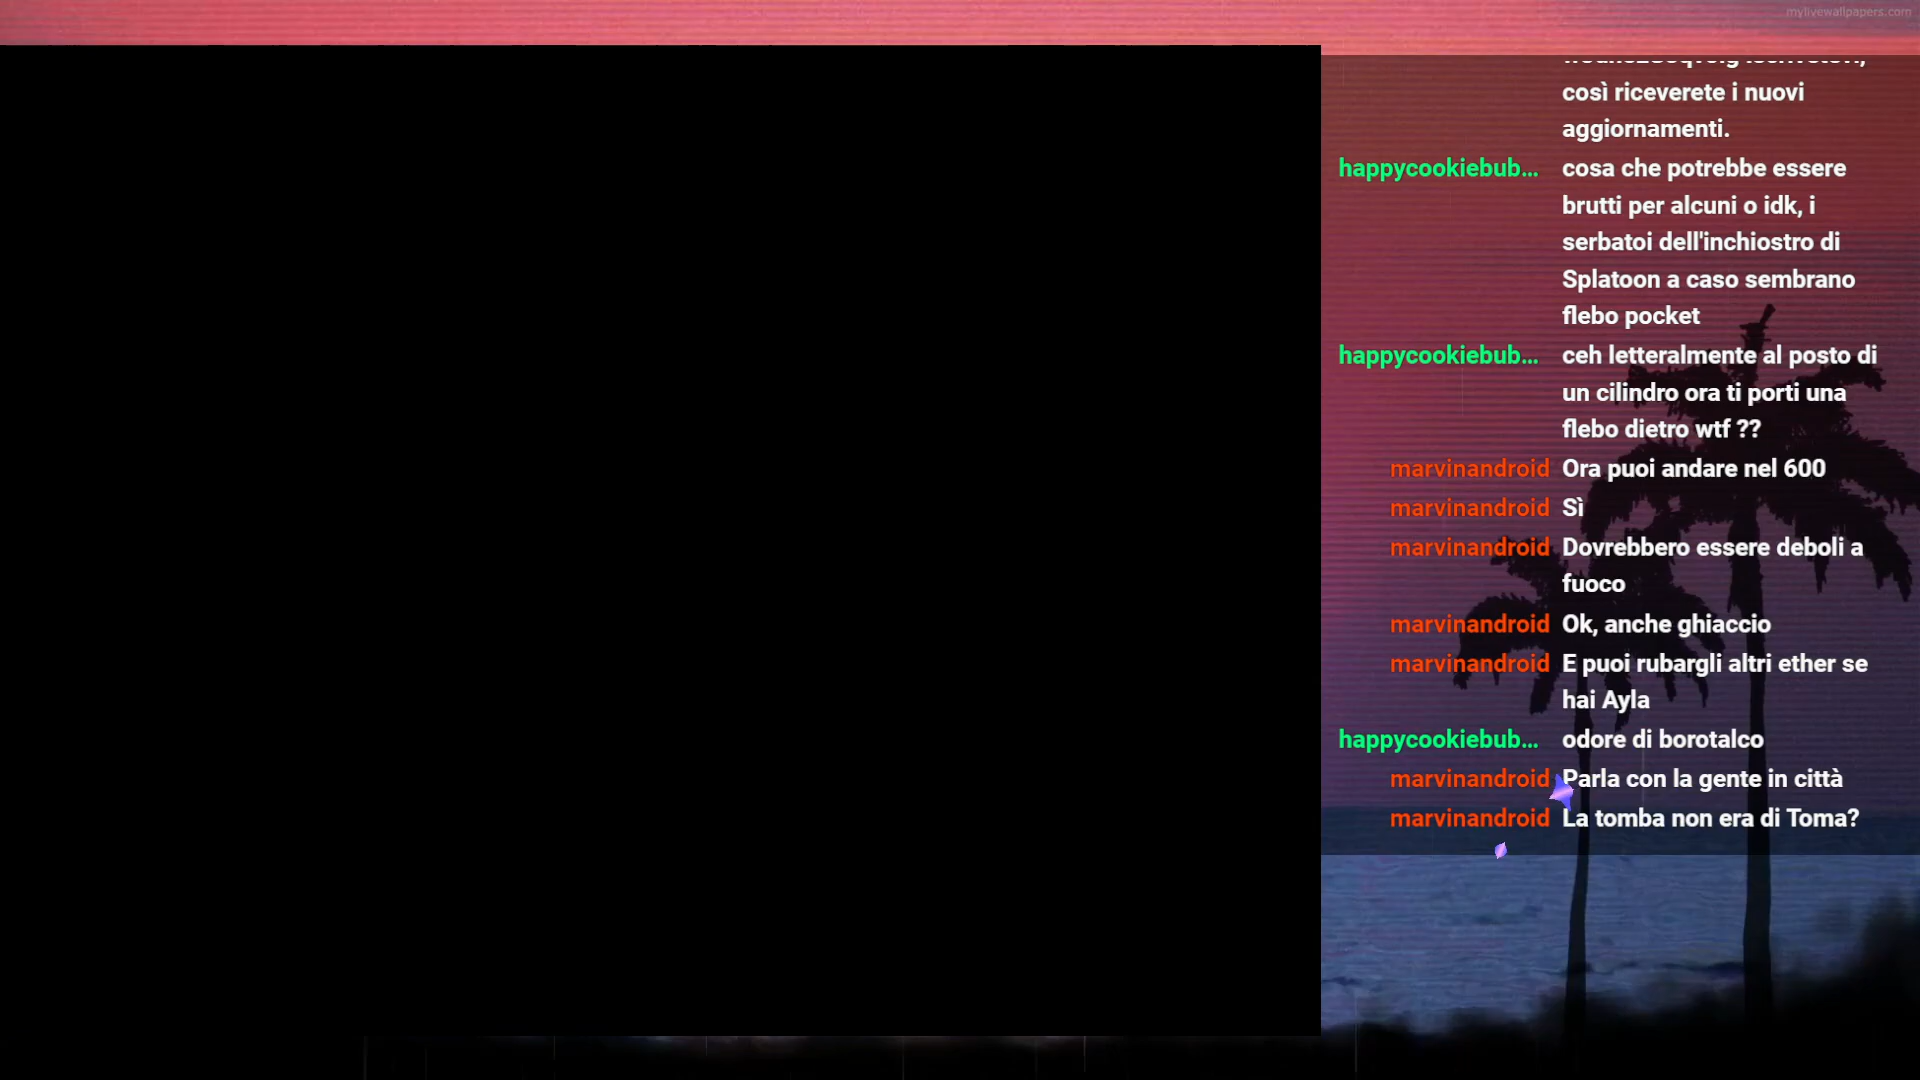 mylivewallpapers.com
così riceverete i nuovi
aggiornamenti.
happycookiebub... cosa che potrebbe essere
brutti per alcuni o idk, i
serbatoi dell'inchiostro di
Splatoon a caso sembrano
flebo pocket
happycookiebub... ceh letteralmente al posto di
un cilindro ora ti porti una
flebo dietro wtf ??
marvinandroid Ora puoi andare nel 600
marvinandroid Sì
marvinandroid Dovrebbero essere deboli a
fuoco
marvinandroid Ok, anche ghiaccio
marvinandroid E puoi rubargli altri ether se
hai Ayla
happycookiebub... odore di borotalco
marvinandroid Parla con la gente in città
marvinandroid La tomba non era di Toma?